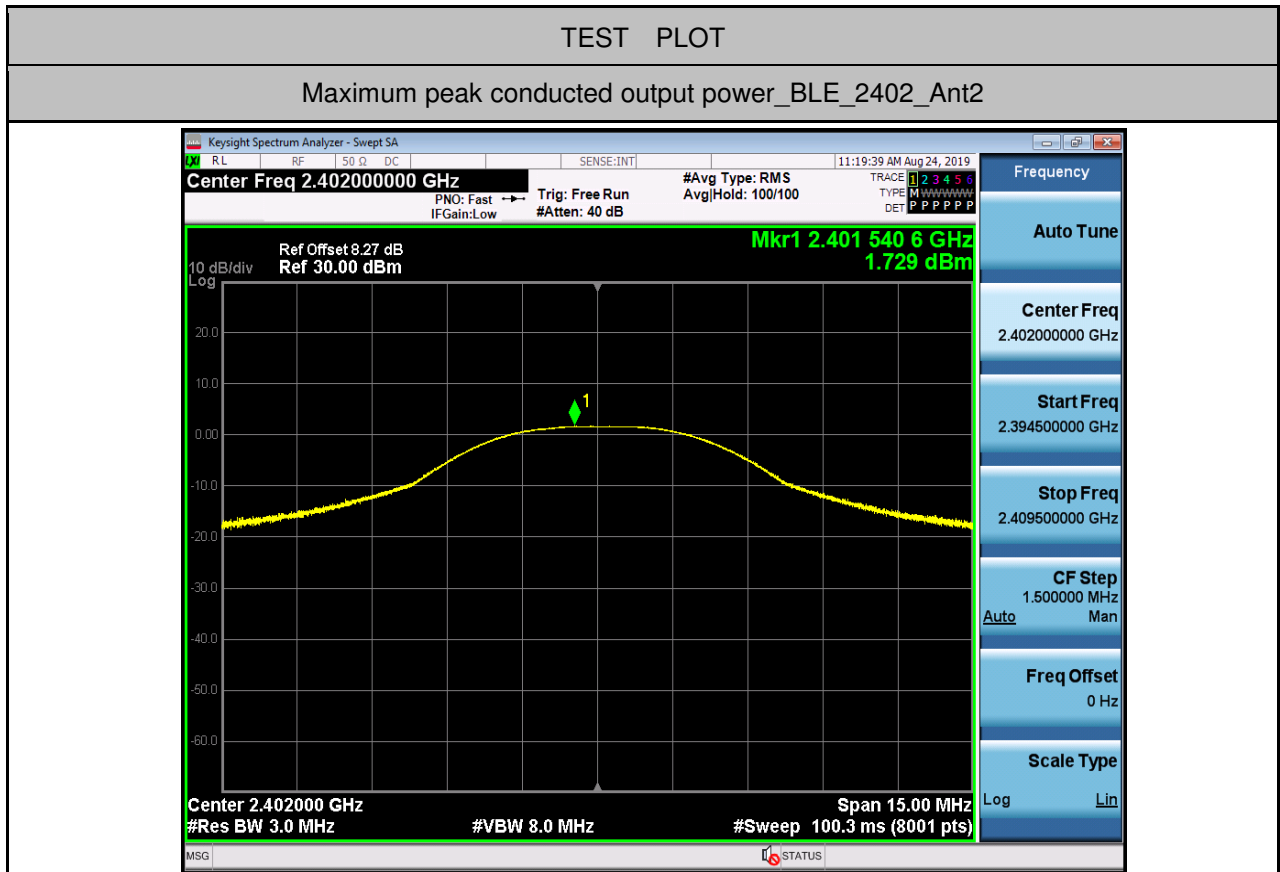 TEST PLOT
Maximum peak conducted output power_BLE_2402_Ant2
Keysight Spectrum Analyzer - Swept SA
LXI RL RF 50 Ω DC SENSE:INT 11:19:39 AM Aug 24, 2019
Center Freq 2.402000000 GHz
PNO: Fast
IFGain:Low
Trig: Free Run
#Atten: 40 dB
#Avg Type: RMS
Avg|Hold: 100/100
TRACE 1 2 3 4 5 6
TYPE M WWWWW
DET P P P P P P
Mkr1 2.401 540 6 GHz
1.729 dBm
Ref Offset 8.27 dB
10 dB/div Ref 30.00 dBm
Log
20.0
10.0
0.00
-10.0
-20.0
-30.0
-40.0
-50.0
-60.0
1
Center 2.402000 GHz Span 15.00 MHz
#Res BW 3.0 MHz #VBW 8.0 MHz #Sweep 100.3 ms (8001 pts)
MSG STATUS
Frequency
Auto Tune
Center Freq
2.402000000 GHz
Start Freq
2.394500000 GHz
Stop Freq
2.409500000 GHz
CF Step
1.500000 MHz
Auto Man
Freq Offset
0 Hz
Scale Type
Log Lin